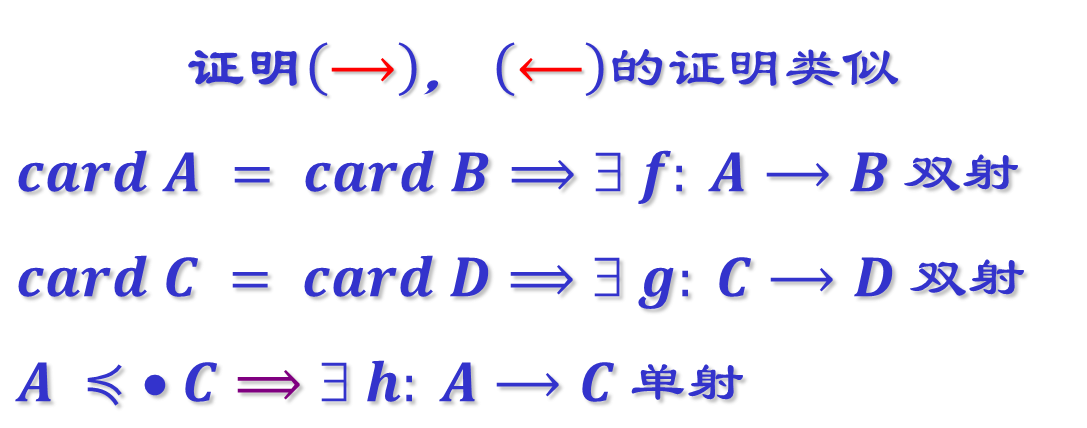 证明(⟶)， (⟵)的证明类似
card A = card B ⟹ ∃ f: A ⟶ B 双射
card C = card D ⟹ ∃ g: C ⟶ D 双射
A ≼• C ⟹ ∃ h: A ⟶ C 单射